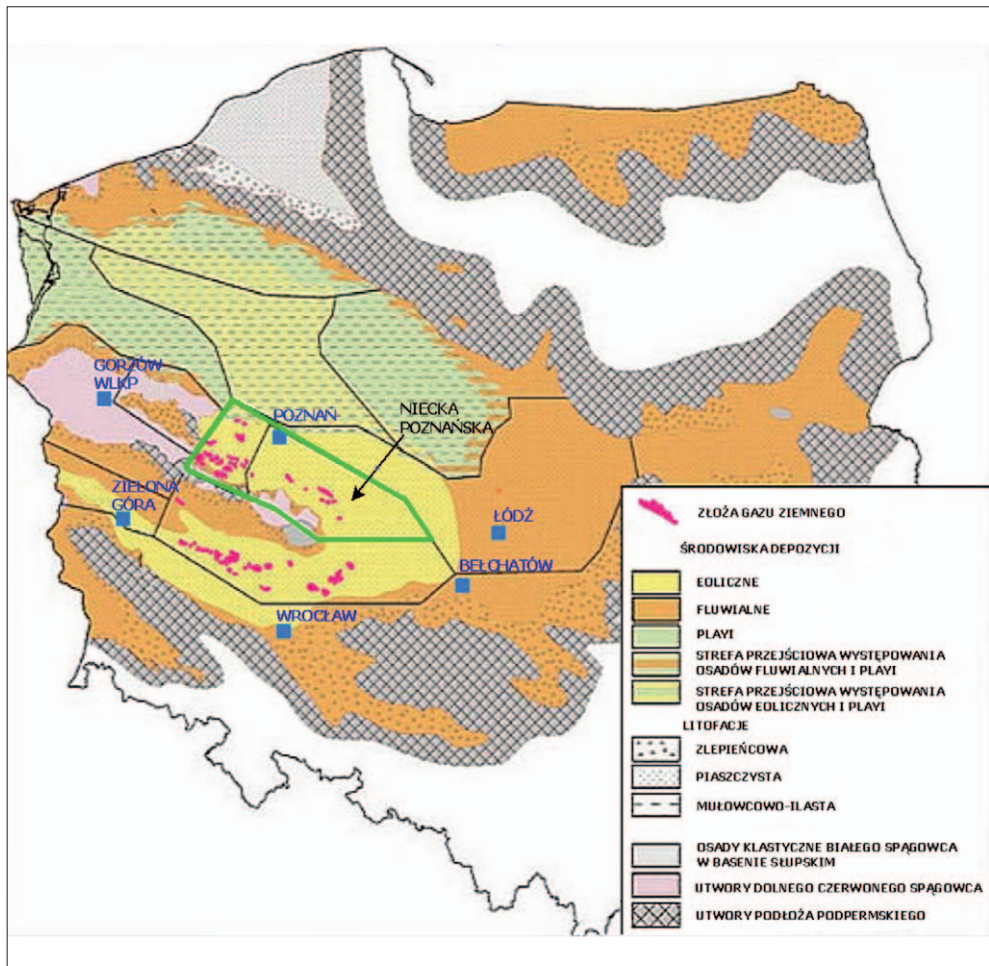 GORZÓW
WLKP
POZNAŃ
NIECKA
POZNAŃSKA
ZIELONA
GÓRA
ŁÓDŹ
BEŁCHATÓW
WROCŁAW
ZŁOŻA GAZU ZIEMNEGO
ŚRODOWISKA DEPOZYCJI
EOLICZNE
FLUWIALNE
PLAYI
STREFA PRZEJŚCIOWA WYSTĘPOWANIA
OSADÓW FLUWIALNYCH I PLAYI
STREFA PRZEJŚCIOWA WYSTĘPOWANIA
OSADÓW EOLICZNYCH I PLAYI
LITOFACJE
ZLEPIEŃCOWA
PIASZCZYSTA
MUŁOWCOWO-ILASTA
OSADY KLASTYCZNE BIAŁEGO SPĄGOWCA
W BASENIE SŁUPSKIM
UTWORY DOLNEGO CZERWONEGO SPĄGOWCA
UTWORY PODŁOŻA PODPERMSKIEGO